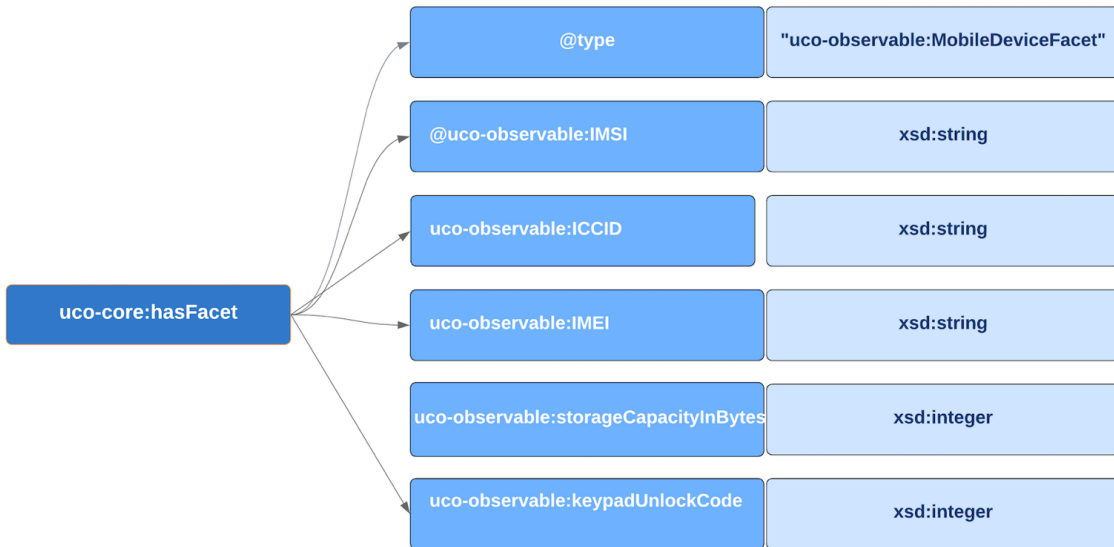 @type "uco-observable:MobileDeviceFacet"
@uco-observable:IMSI xsd:string
uco-observable:ICCID xsd:string
uco-core:hasFacet
uco-observable:IMEI xsd:string
uco-observable:storageCapacityInBytes xsd:integer
uco-observable:keypadUnlockCode xsd:integer